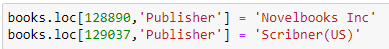 books.loc[128890,'Publisher'] = 'Novelbooks Inc'
books.loc[129037,'Publisher'] = 'Scribner(US)'